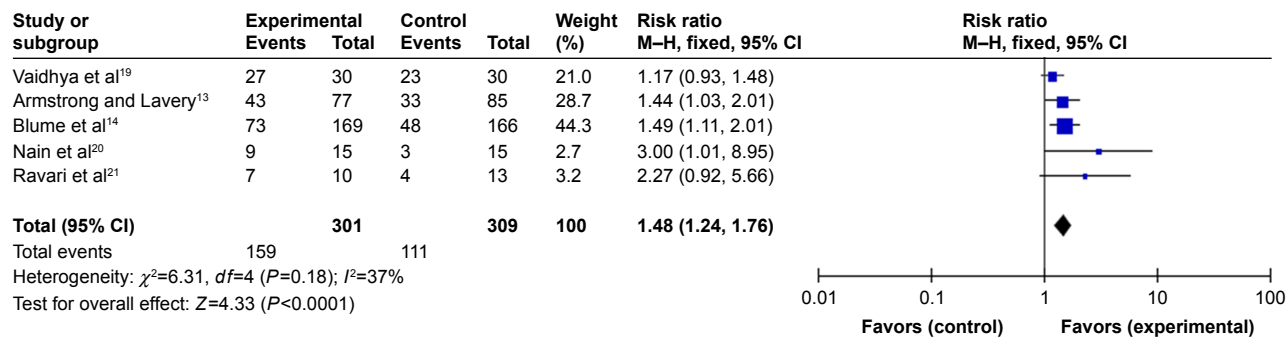 Study or Experimental Control Weight Risk ratio Risk ratio
subgroup Events Total Events Total (%) M–H, fixed, 95% CI M–H, fixed, 95% CI
Vaidhya et al¹⁹ 27 30 23 30 21.0 1.17 (0.93, 1.48)
Armstrong and Lavery¹³ 43 77 33 85 28.7 1.44 (1.03, 2.01)
Blume et al¹⁴ 73 169 48 166 44.3 1.49 (1.11, 2.01)
Nain et al²⁰ 9 15 3 15 2.7 3.00 (1.01, 8.95)
Ravari et al²¹ 7 10 4 13 3.2 2.27 (0.92, 5.66)
Total (95% CI) 301 309 100 1.48 (1.24, 1.76)
Total events 159 111
Heterogeneity: χ²=6.31, df=4 (P=0.18); I²=37%
Test for overall effect: Z=4.33 (P<0.0001)
0.01 0.1 1 10 100
Favors (control) Favors (experimental)